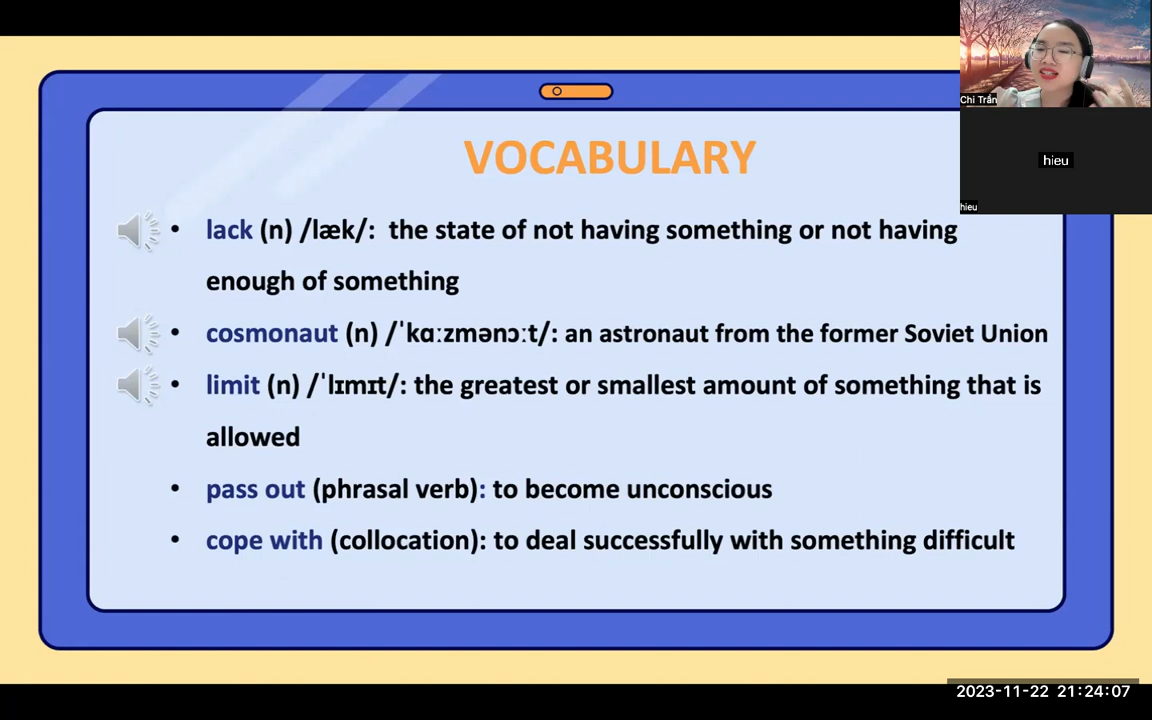 VOCABULARY
• lack (n) /læk/: the state of not having something or not having
enough of something
• cosmonaut (n) /ˈkɑːzmənɔːt/: an astronaut from the former Soviet Union
• limit (n) /ˈlɪmɪt/: the greatest or smallest amount of something that is
allowed
• pass out (phrasal verb): to become unconscious
• cope with (collocation): to deal successfully with something difficult
Chi Trần
hieu
hieu
2023-11-22 21:24:07